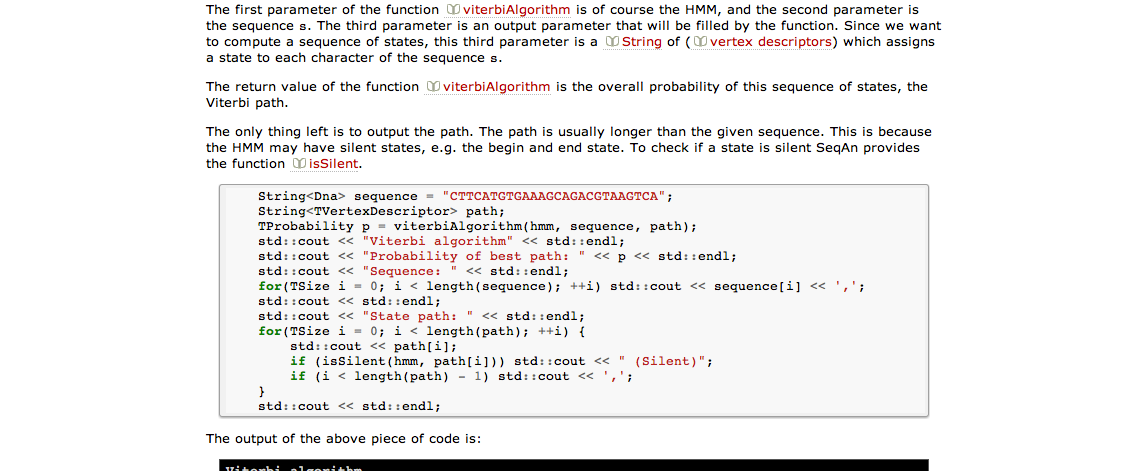 The first parameter of the function viterbiAlgorithm is of course the HMM, and the second parameter is
the sequence s. The third parameter is an output parameter that will be filled by the function. Since we want
to compute a sequence of states, this third parameter is a String of (vertex descriptors) which assigns
a state to each character of the sequence s.
The return value of the function viterbiAlgorithm is the overall probability of this sequence of states, the
Viterbi path.
The only thing left is to output the path. The path is usually longer than the given sequence. This is because
the HMM may have silent states, e.g. the begin and end state. To check if a state is silent SeqAn provides
the function isSilent.
String<Dna> sequence = "CTTCATGTGAAAGCAGACGTAAGTCA";
String<TVertexDescriptor> path;
TProbability p = viterbiAlgorithm(hmm, sequence, path);
std::cout << "Viterbi algorithm" << std::endl;
std::cout << "Probability of best path: " << p << std::endl;
std::cout << "Sequence: " << std::endl;
for(TSize i = 0; i < length(sequence); ++i) std::cout << sequence[i] << ',';
std::cout << std::endl;
std::cout << "State path: " << std::endl;
for(TSize i = 0; i < length(path); ++i) {
    std::cout << path[i];
    if (isSilent(hmm, path[i])) std::cout << " (Silent)";
    if (i < length(path) - 1) std::cout << ',';
}
std::cout << std::endl;
The output of the above piece of code is:
Viterbi algorithm